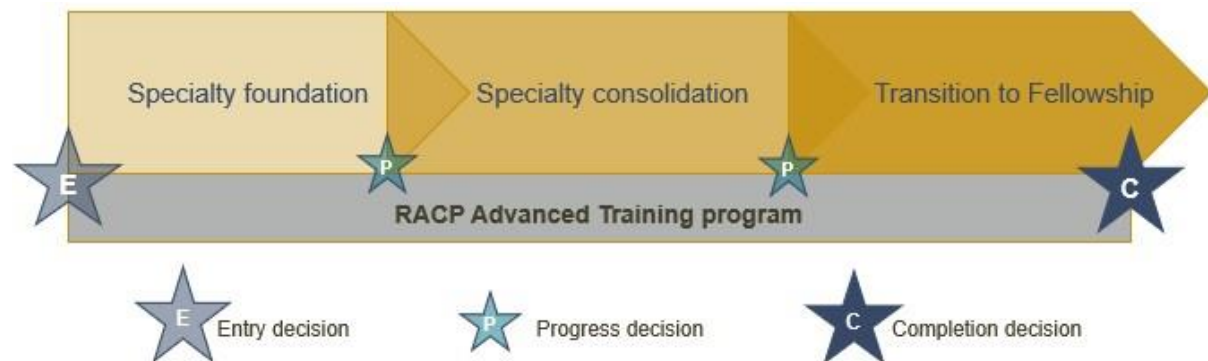 Specialty foundation
Specialty consolidation
Transition to Fellowship
E
P
P
C
RACP Advanced Training program
E
Entry decision
P
Progress decision
C
Completion decision